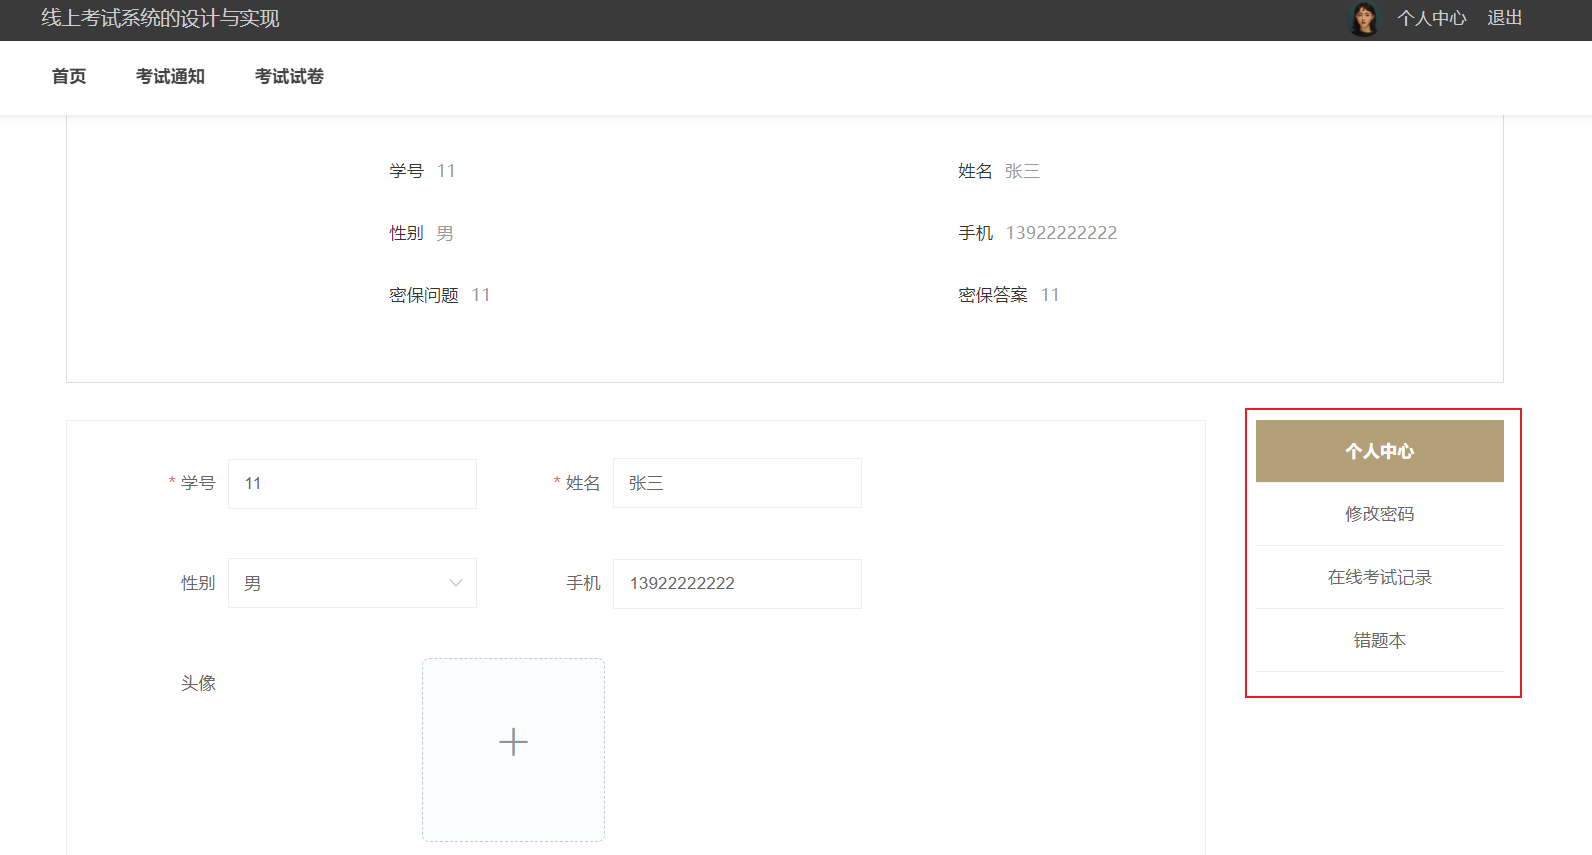 线上考试系统的设计与实现
个人中心 退出
首页 考试通知 考试试卷
学号 11 姓名 张三
性别 男 手机 13922222222
密保问题 11 密保答案 11
* 学号 11 * 姓名 张三
性别 男 手机 13922222222
头像
个人中心
修改密码
在线考试记录
错题本